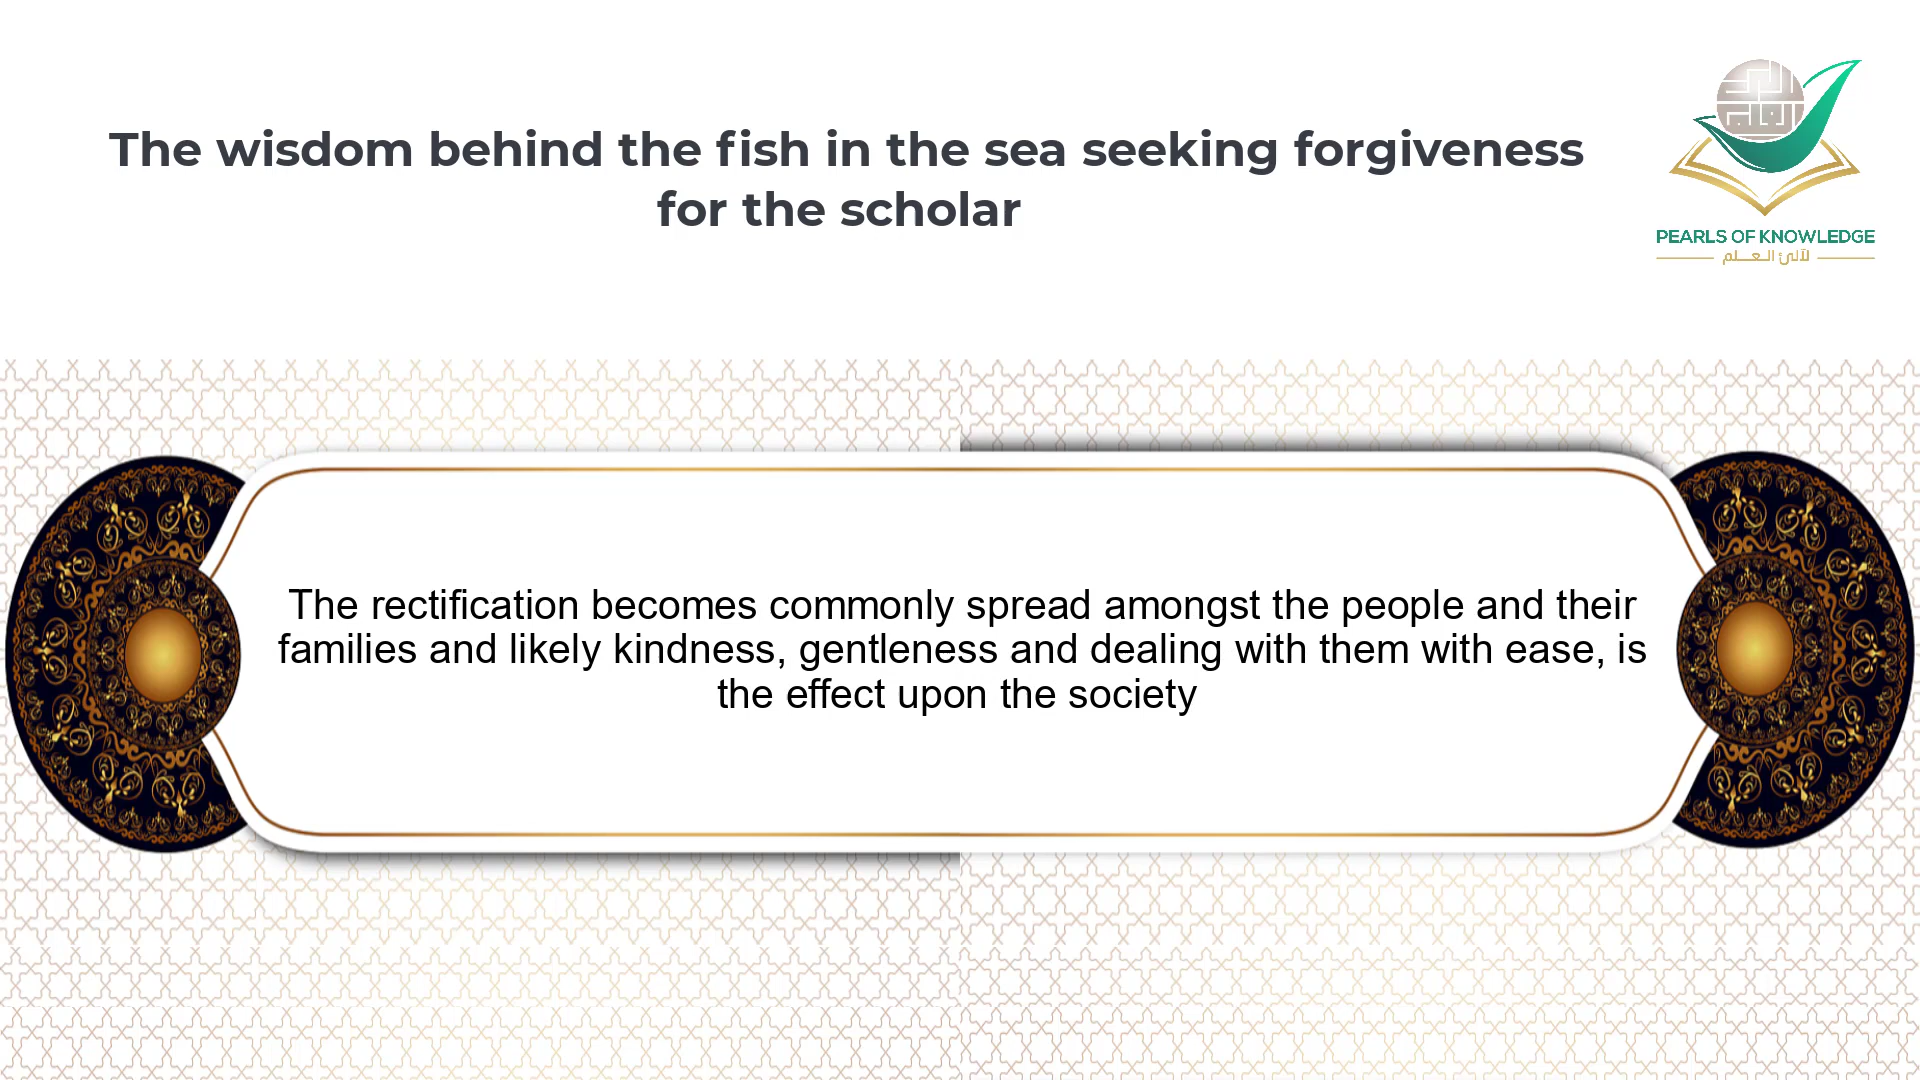 The wisdom behind the fish in the sea seeking forgiveness
for the scholar
PEARLS OF KNOWLEDGE
لآلئ العلم
The rectification becomes commonly spread amongst the people and their
families and likely kindness, gentleness and dealing with them with ease, is
the effect upon the society